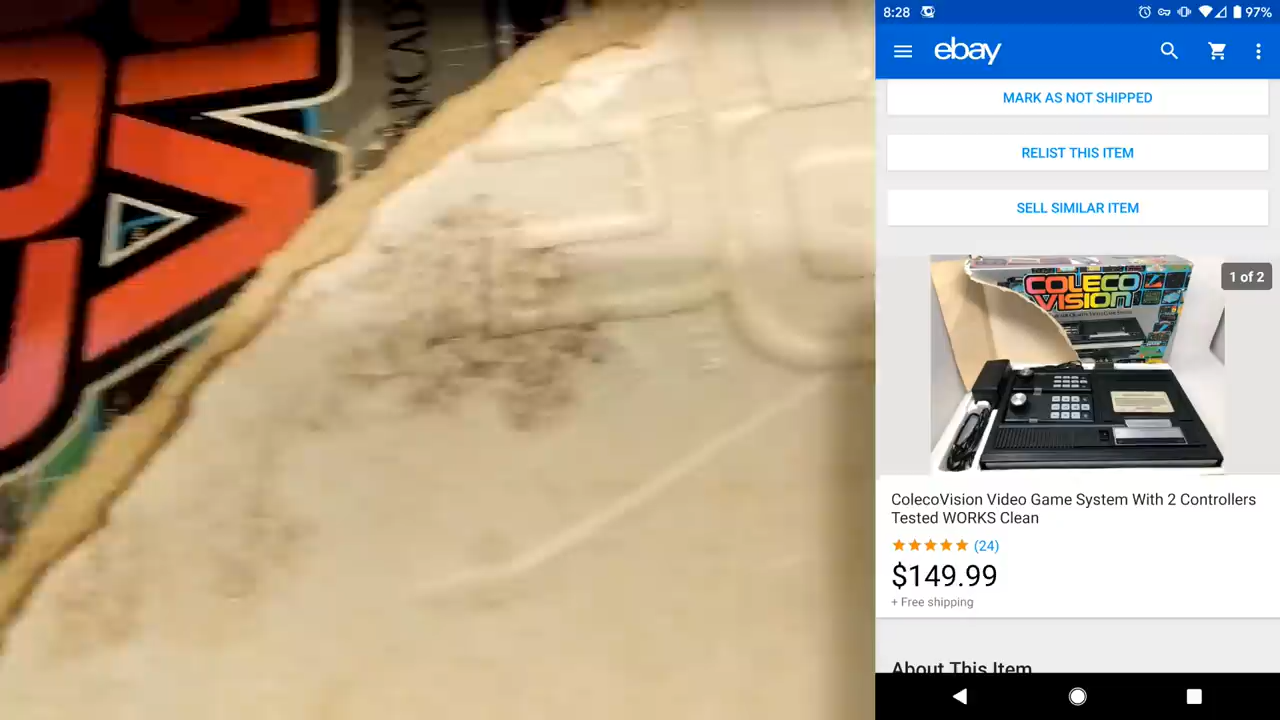 ARCAD
8:28
97%
ebay
MARK AS NOT SHIPPED
RELIST THIS ITEM
SELL SIMILAR ITEM
1 of 2
COLECO
VISION
ColecoVision Video Game System With 2 Controllers
Tested WORKS Clean
(24)
$149.99
+ Free shipping
About This Item